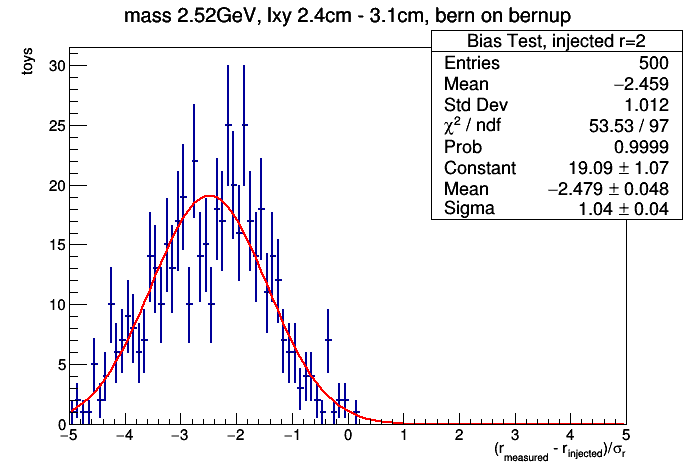 mass 2.52GeV, lxy 2.4cm - 3.1cm, bern on bernup
Bias Test, injected r=2
Entries 500
Mean −2.459
Std Dev 1.012
χ² / ndf 53.53 / 97
Prob 0.9999
Constant 19.09 ± 1.07
Mean −2.479 ± 0.048
Sigma 1.04 ± 0.04
toys
30
25
20
15
10
5
0
−5 −4 −3 −2 −1 0 1 2 3 4 5
(r_measured - r_injected)/σ_r